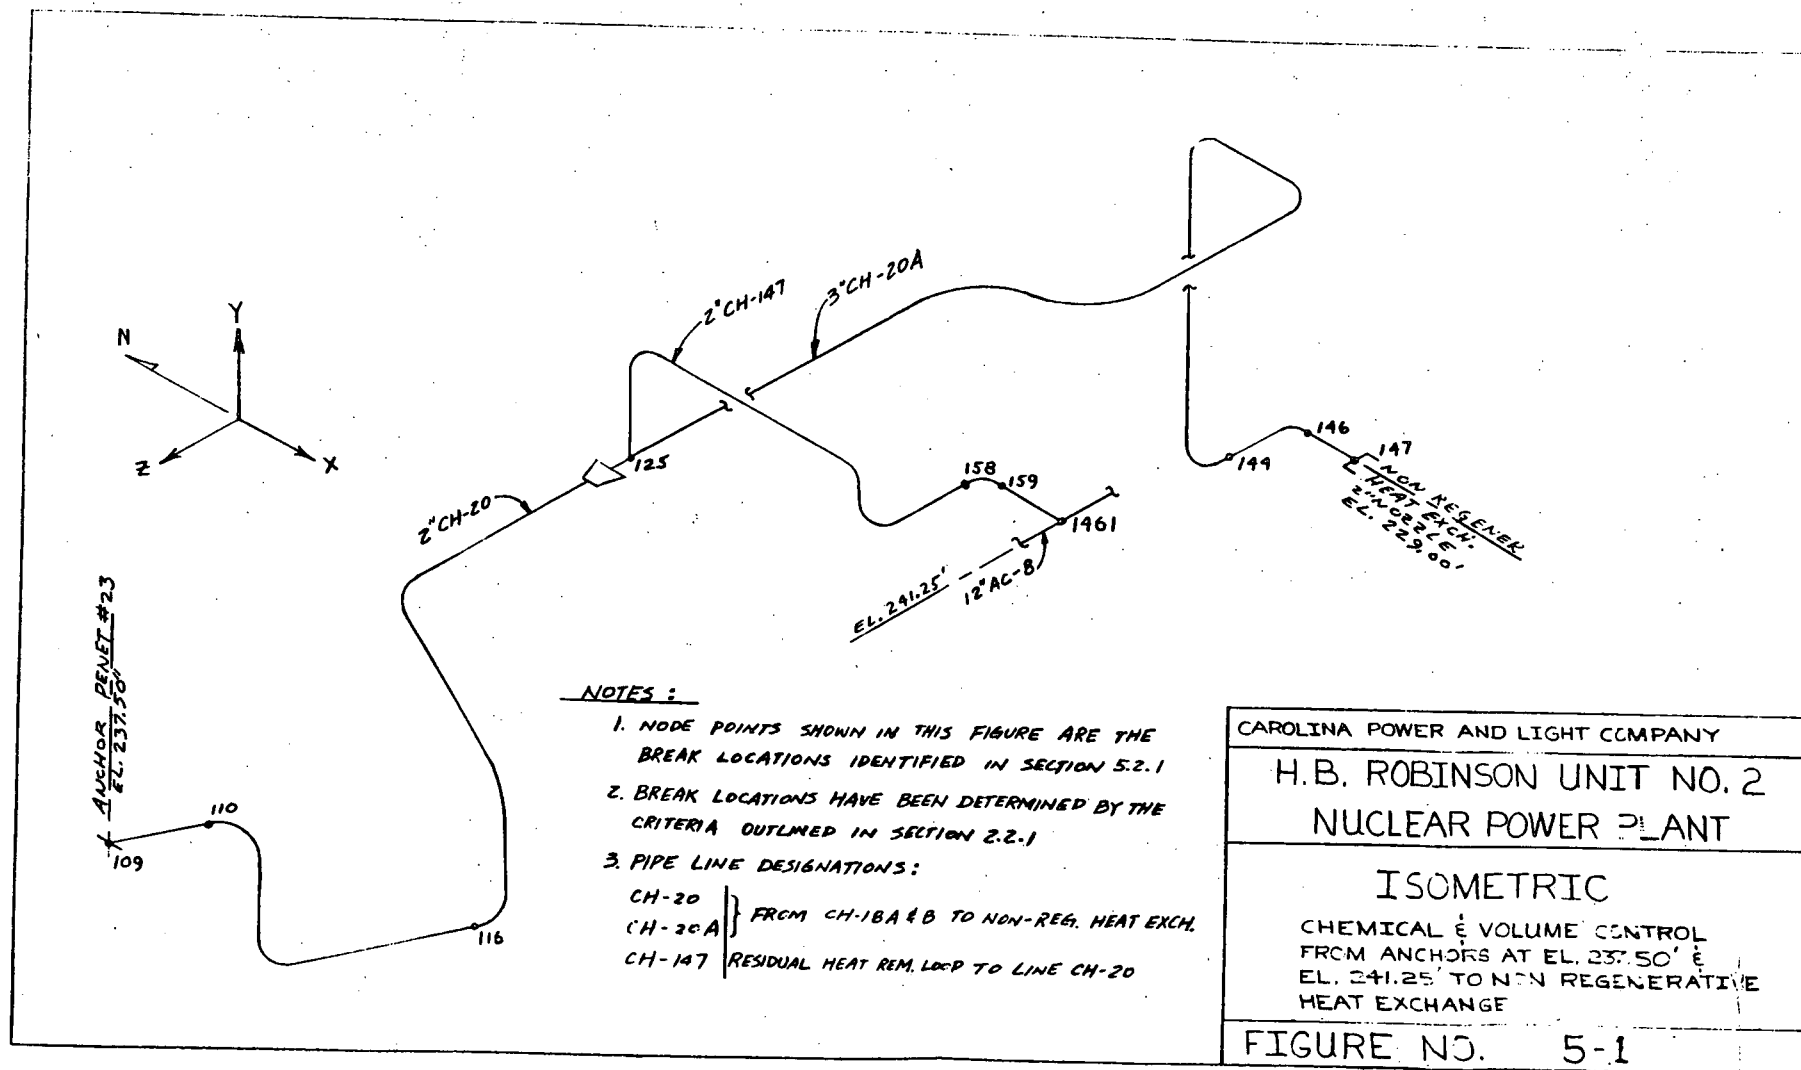 N
Y
Z
X
2"CH-147
3"CH-20A
2"CH-20
125
158
159
1461
EL. 241.25'
12"AC-8
144
146
147
NON REGENER
HEAT EXCH.
2"NOZZLE
EL. 229.00'
ANCHOR PENET #23
EL. 237.50'
109
110
116
NOTES :
1. NODE POINTS SHOWN IN THIS FIGURE ARE THE
BREAK LOCATIONS IDENTIFIED IN SECTION 5.2.1
2. BREAK LOCATIONS HAVE BEEN DETERMINED BY THE
CRITERIA OUTLINED IN SECTION 2.2.1
3. PIPE LINE DESIGNATIONS :
CH-20
CH-20A } FROM CH-18A & B TO NON-REG. HEAT EXCH.
CH-147 RESIDUAL HEAT REM. LOOP TO LINE CH-20
CAROLINA POWER AND LIGHT COMPANY
H.B. ROBINSON UNIT NO. 2
NUCLEAR POWER PLANT
ISOMETRIC
CHEMICAL & VOLUME CONTROL
FROM ANCHORS AT EL. 237.50' &
EL. 241.25' TO NON REGENERATIVE
HEAT EXCHANGE
FIGURE NO. 5-1